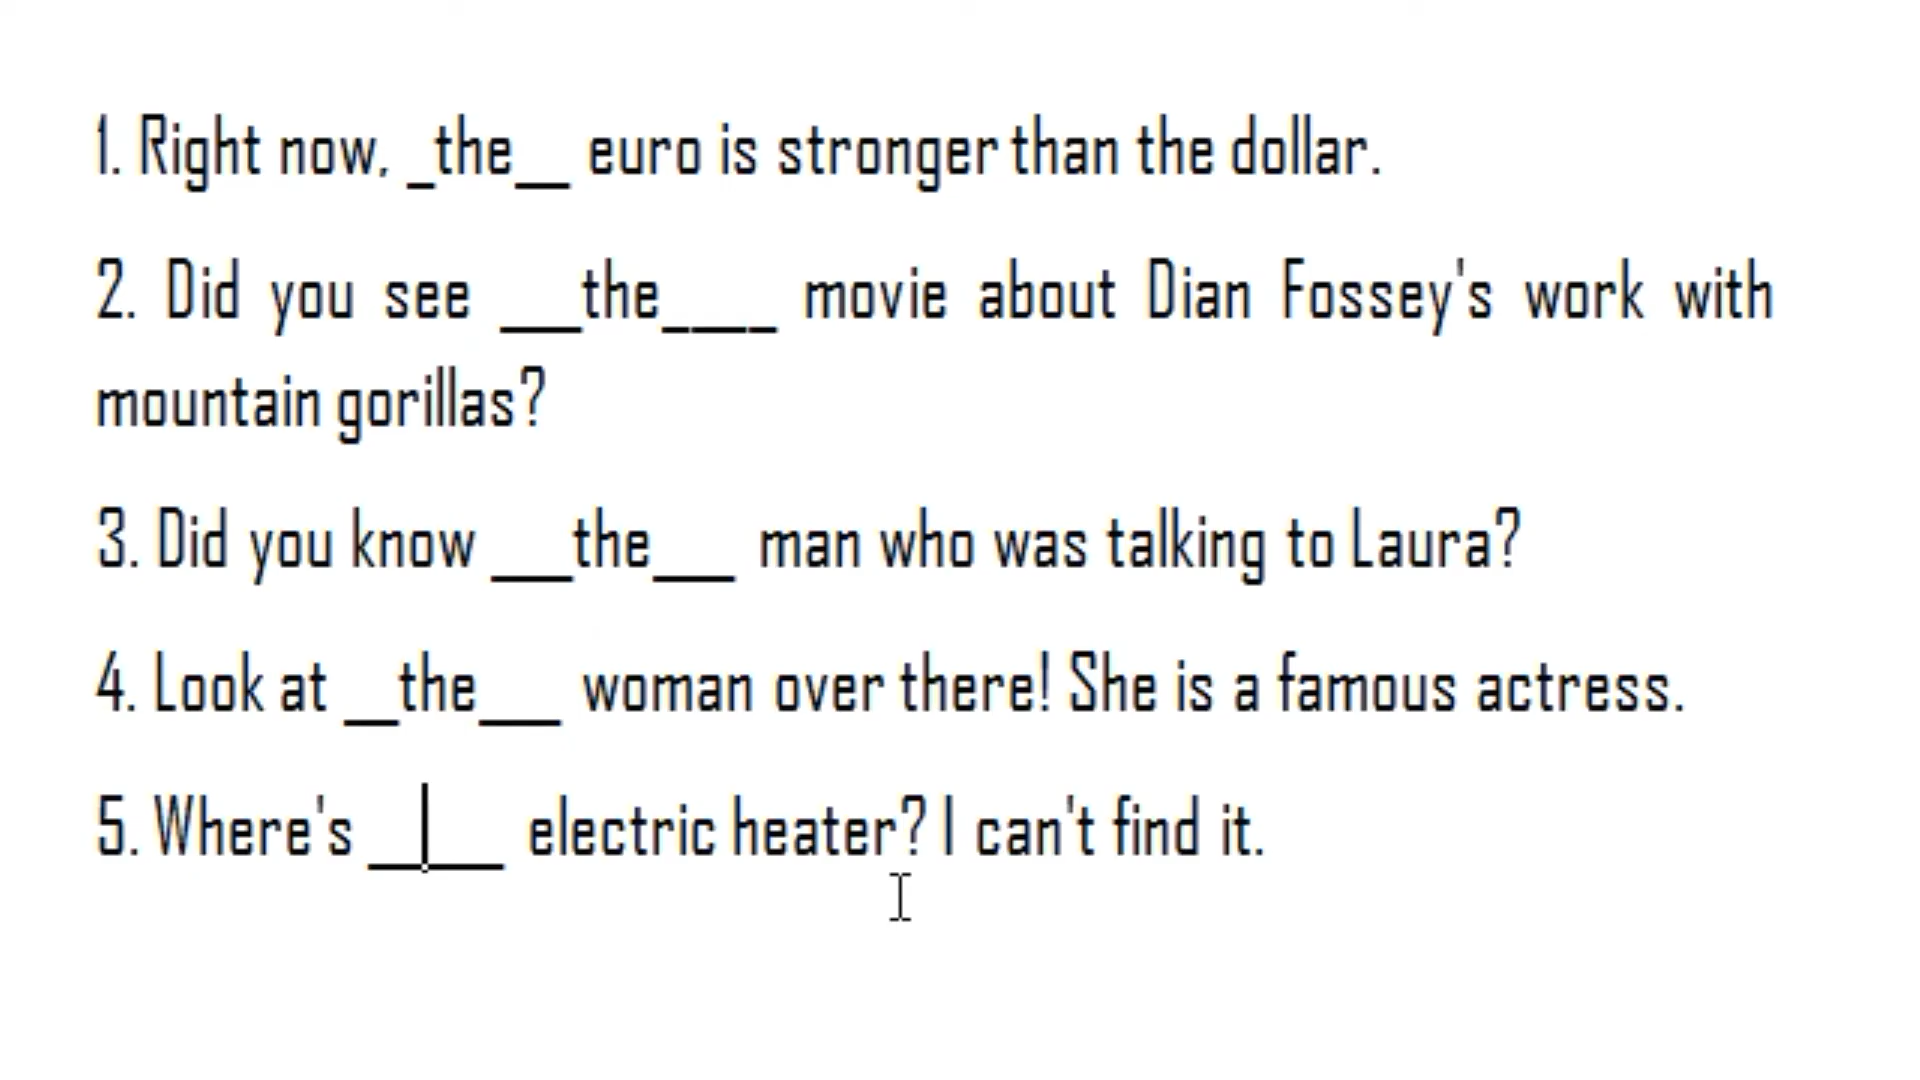 1. Right now, _the__ euro is stronger than the dollar.
2. Did you see ___the____ movie about Dian Fossey's work with
mountain gorillas?
3. Did you know ___the___ man who was talking to Laura?
4. Look at __the___ woman over there! She is a famous actress.
5. Where's _____ electric heater? I can't find it.